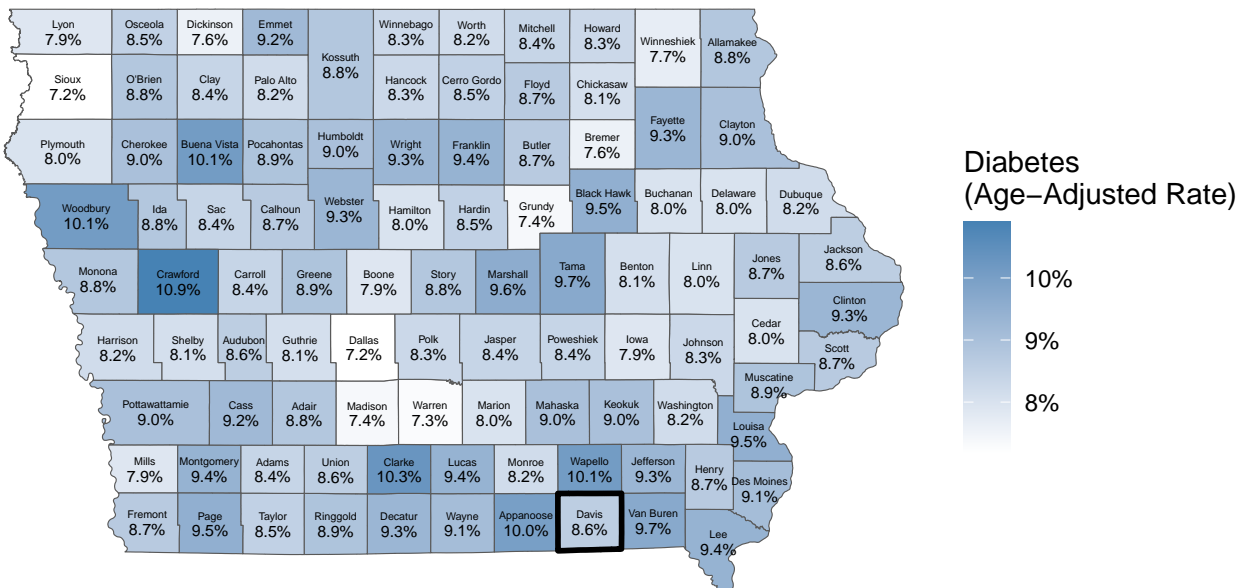 Lyon
7.9%
Osceola
8.5%
Dickinson
7.6%
Emmet
9.2%
Kossuth
8.8%
Winnebago
8.3%
Worth
8.2%
Mitchell
8.4%
Howard
8.3%
Winneshiek
7.7%
Allamakee
8.8%
Sioux
7.2%
O'Brien
8.8%
Clay
8.4%
Palo Alto
8.2%
Hancock
8.3%
Cerro Gordo
8.5%
Floyd
8.7%
Chickasaw
8.1%
Fayette
9.3%
Clayton
9.0%
Plymouth
8.0%
Cherokee
9.0%
Buena Vista
10.1%
Pocahontas
8.9%
Humboldt
9.0%
Wright
9.3%
Franklin
9.4%
Butler
8.7%
Bremer
7.6%
Woodbury
10.1%
Ida
8.8%
Sac
8.4%
Calhoun
8.7%
Webster
9.3%
Hamilton
8.0%
Hardin
8.5%
Grundy
7.4%
Black Hawk
9.5%
Buchanan
8.0%
Delaware
8.0%
Dubuque
8.2%
Monona
8.8%
Crawford
10.9%
Carroll
8.4%
Greene
8.9%
Boone
7.9%
Story
8.8%
Marshall
9.6%
Tama
9.7%
Benton
8.1%
Linn
8.0%
Jones
8.7%
Jackson
8.6%
Clinton
9.3%
Harrison
8.2%
Shelby
8.1%
Audubon
8.6%
Guthrie
8.1%
Dallas
7.2%
Polk
8.3%
Jasper
8.4%
Poweshiek
8.4%
Iowa
7.9%
Johnson
8.3%
Cedar
8.0%
Scott
8.7%
Muscatine
8.9%
Pottawattamie
9.0%
Cass
9.2%
Adair
8.8%
Madison
7.4%
Warren
7.3%
Marion
8.0%
Mahaska
9.0%
Keokuk
9.0%
Washington
8.2%
Louisa
9.5%
Mills
7.9%
Montgomery
9.4%
Adams
8.4%
Union
8.6%
Clarke
10.3%
Lucas
9.4%
Monroe
8.2%
Wapello
10.1%
Jefferson
9.3%
Henry
8.7%
Des Moines
9.1%
Fremont
8.7%
Page
9.5%
Taylor
8.5%
Ringgold
8.9%
Decatur
9.3%
Wayne
9.1%
Appanoose
10.0%
Davis
8.6%
Van Buren
9.7%
Lee
9.4%
Diabetes
(Age−Adjusted Rate)
10%
9%
8%